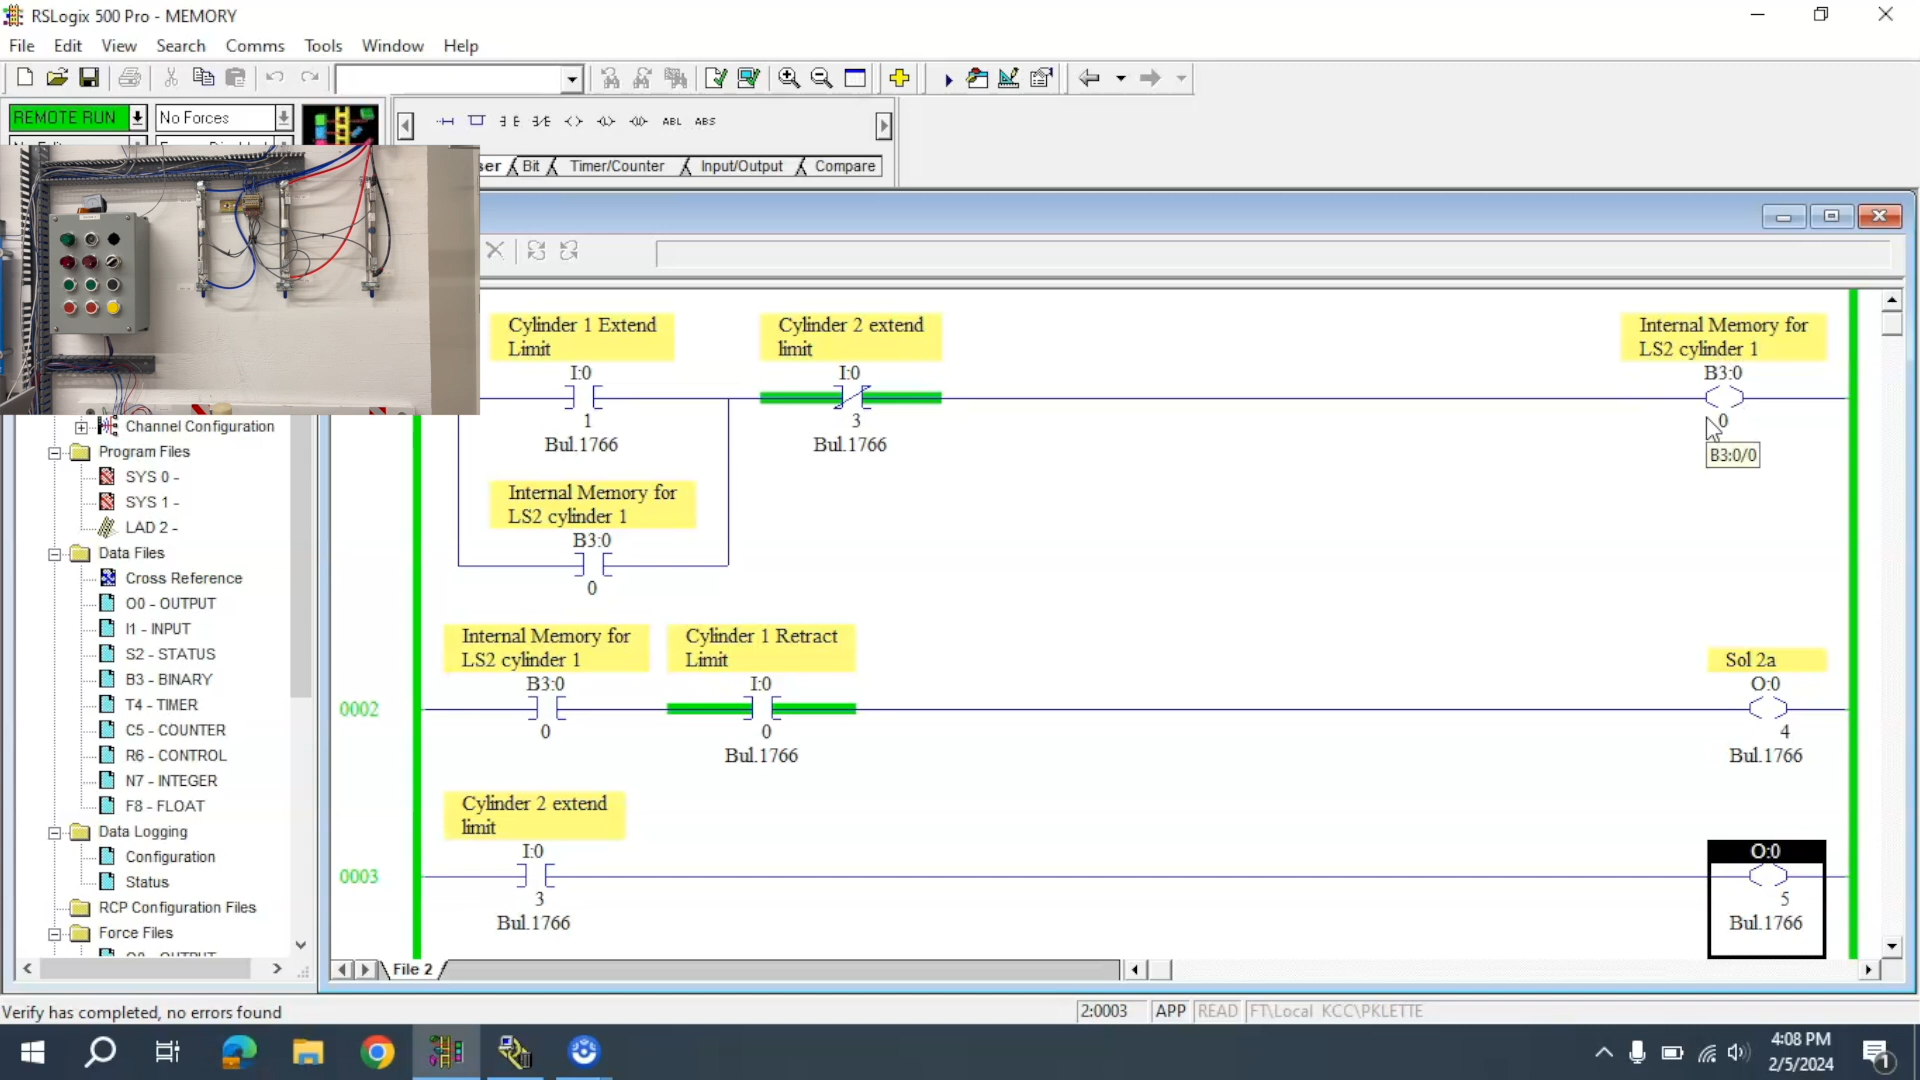 RSLogix 500 Pro - MEMORY
File Edit View Search Comms Tools Window Help
REMOTE RUN
No Forces
ABL ABS
ser Bit Timer/Counter Input/Output Compare
Cylinder 1 Extend
Limit
I:0
1
Bul.1766
Cylinder 2 extend
limit
I:0
3
Bul.1766
Internal Memory for
LS2 cylinder 1
B3:0
0
B3:0/0
Internal Memory for
LS2 cylinder 1
B3:0
0
0002
Internal Memory for
LS2 cylinder 1
B3:0
0
Cylinder 1 Retract
Limit
I:0
0
Bul.1766
Sol 2a
O:0
4
Bul.1766
0003
Cylinder 2 extend
limit
I:0
3
Bul.1766
O:0
5
Bul.1766
Channel Configuration
Program Files
SYS 0 -
SYS 1 -
LAD 2 -
Data Files
Cross Reference
O0 - OUTPUT
I1 - INPUT
S2 - STATUS
B3 - BINARY
T4 - TIMER
C5 - COUNTER
R6 - CONTROL
N7 - INTEGER
F8 - FLOAT
Data Logging
Configuration
Status
RCP Configuration Files
Force Files
File 2
Verify has completed, no errors found
2:0003 APP READ FT\Local KCC\PKLETTE
4:08 PM
2/5/2024
1